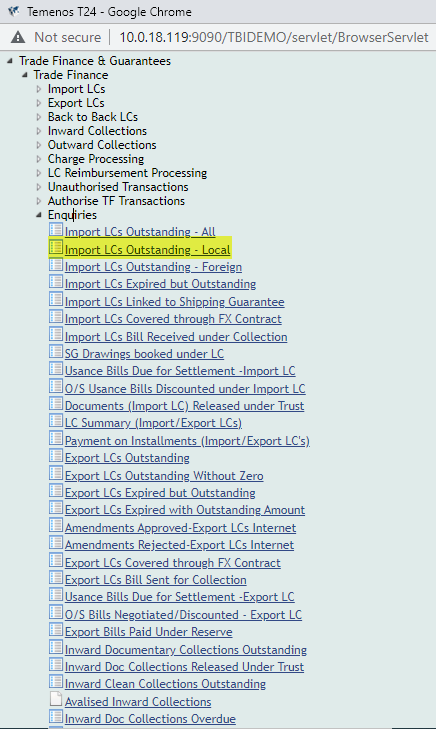 Temenos T24 - Google Chrome
Not secure | 10.0.18.119:9090/TBIDEMO/servlet/BrowserServlet
Trade Finance & Guarantees
Trade Finance
Import LCs
Export LCs
Back to Back LCs
Inward Collections
Outward Collections
Charge Processing
LC Reimbursement Processing
Unauthorised Transactions
Authorise TF Transactions
Enquiries
Import LCs Outstanding - All
Import LCs Outstanding - Local
Import LCs Outstanding - Foreign
Import LCs Expired but Outstanding
Import LCs Linked to Shipping Guarantee
Import LCs Covered through FX Contract
Import LCs Bill Received under Collection
SG Drawings booked under LC
Usance Bills Due for Settlement -Import LC
O/S Usance Bills Discounted under Import LC
Documents (Import LC) Released under Trust
LC Summary (Import/Export LCs)
Payment on Installments (Import/Export LC's)
Export LCs Outstanding
Export LCs Outstanding Without Zero
Export LCs Expired but Outstanding
Export LCs Expired with Outstanding Amount
Amendments Approved-Export LCs Internet
Amendments Rejected-Export LCs Internet
Export LCs Covered through FX Contract
Export LCs Bill Sent for Collection
Usance Bills Due for Settlement -Export LC
O/S Bills Negotiated/Discounted - Export LC
Export Bills Paid Under Reserve
Inward Documentary Collections Outstanding
Inward Doc Collections Released Under Trust
Inward Clean Collections Outstanding
Avalised Inward Collections
Inward Doc Collections Overdue